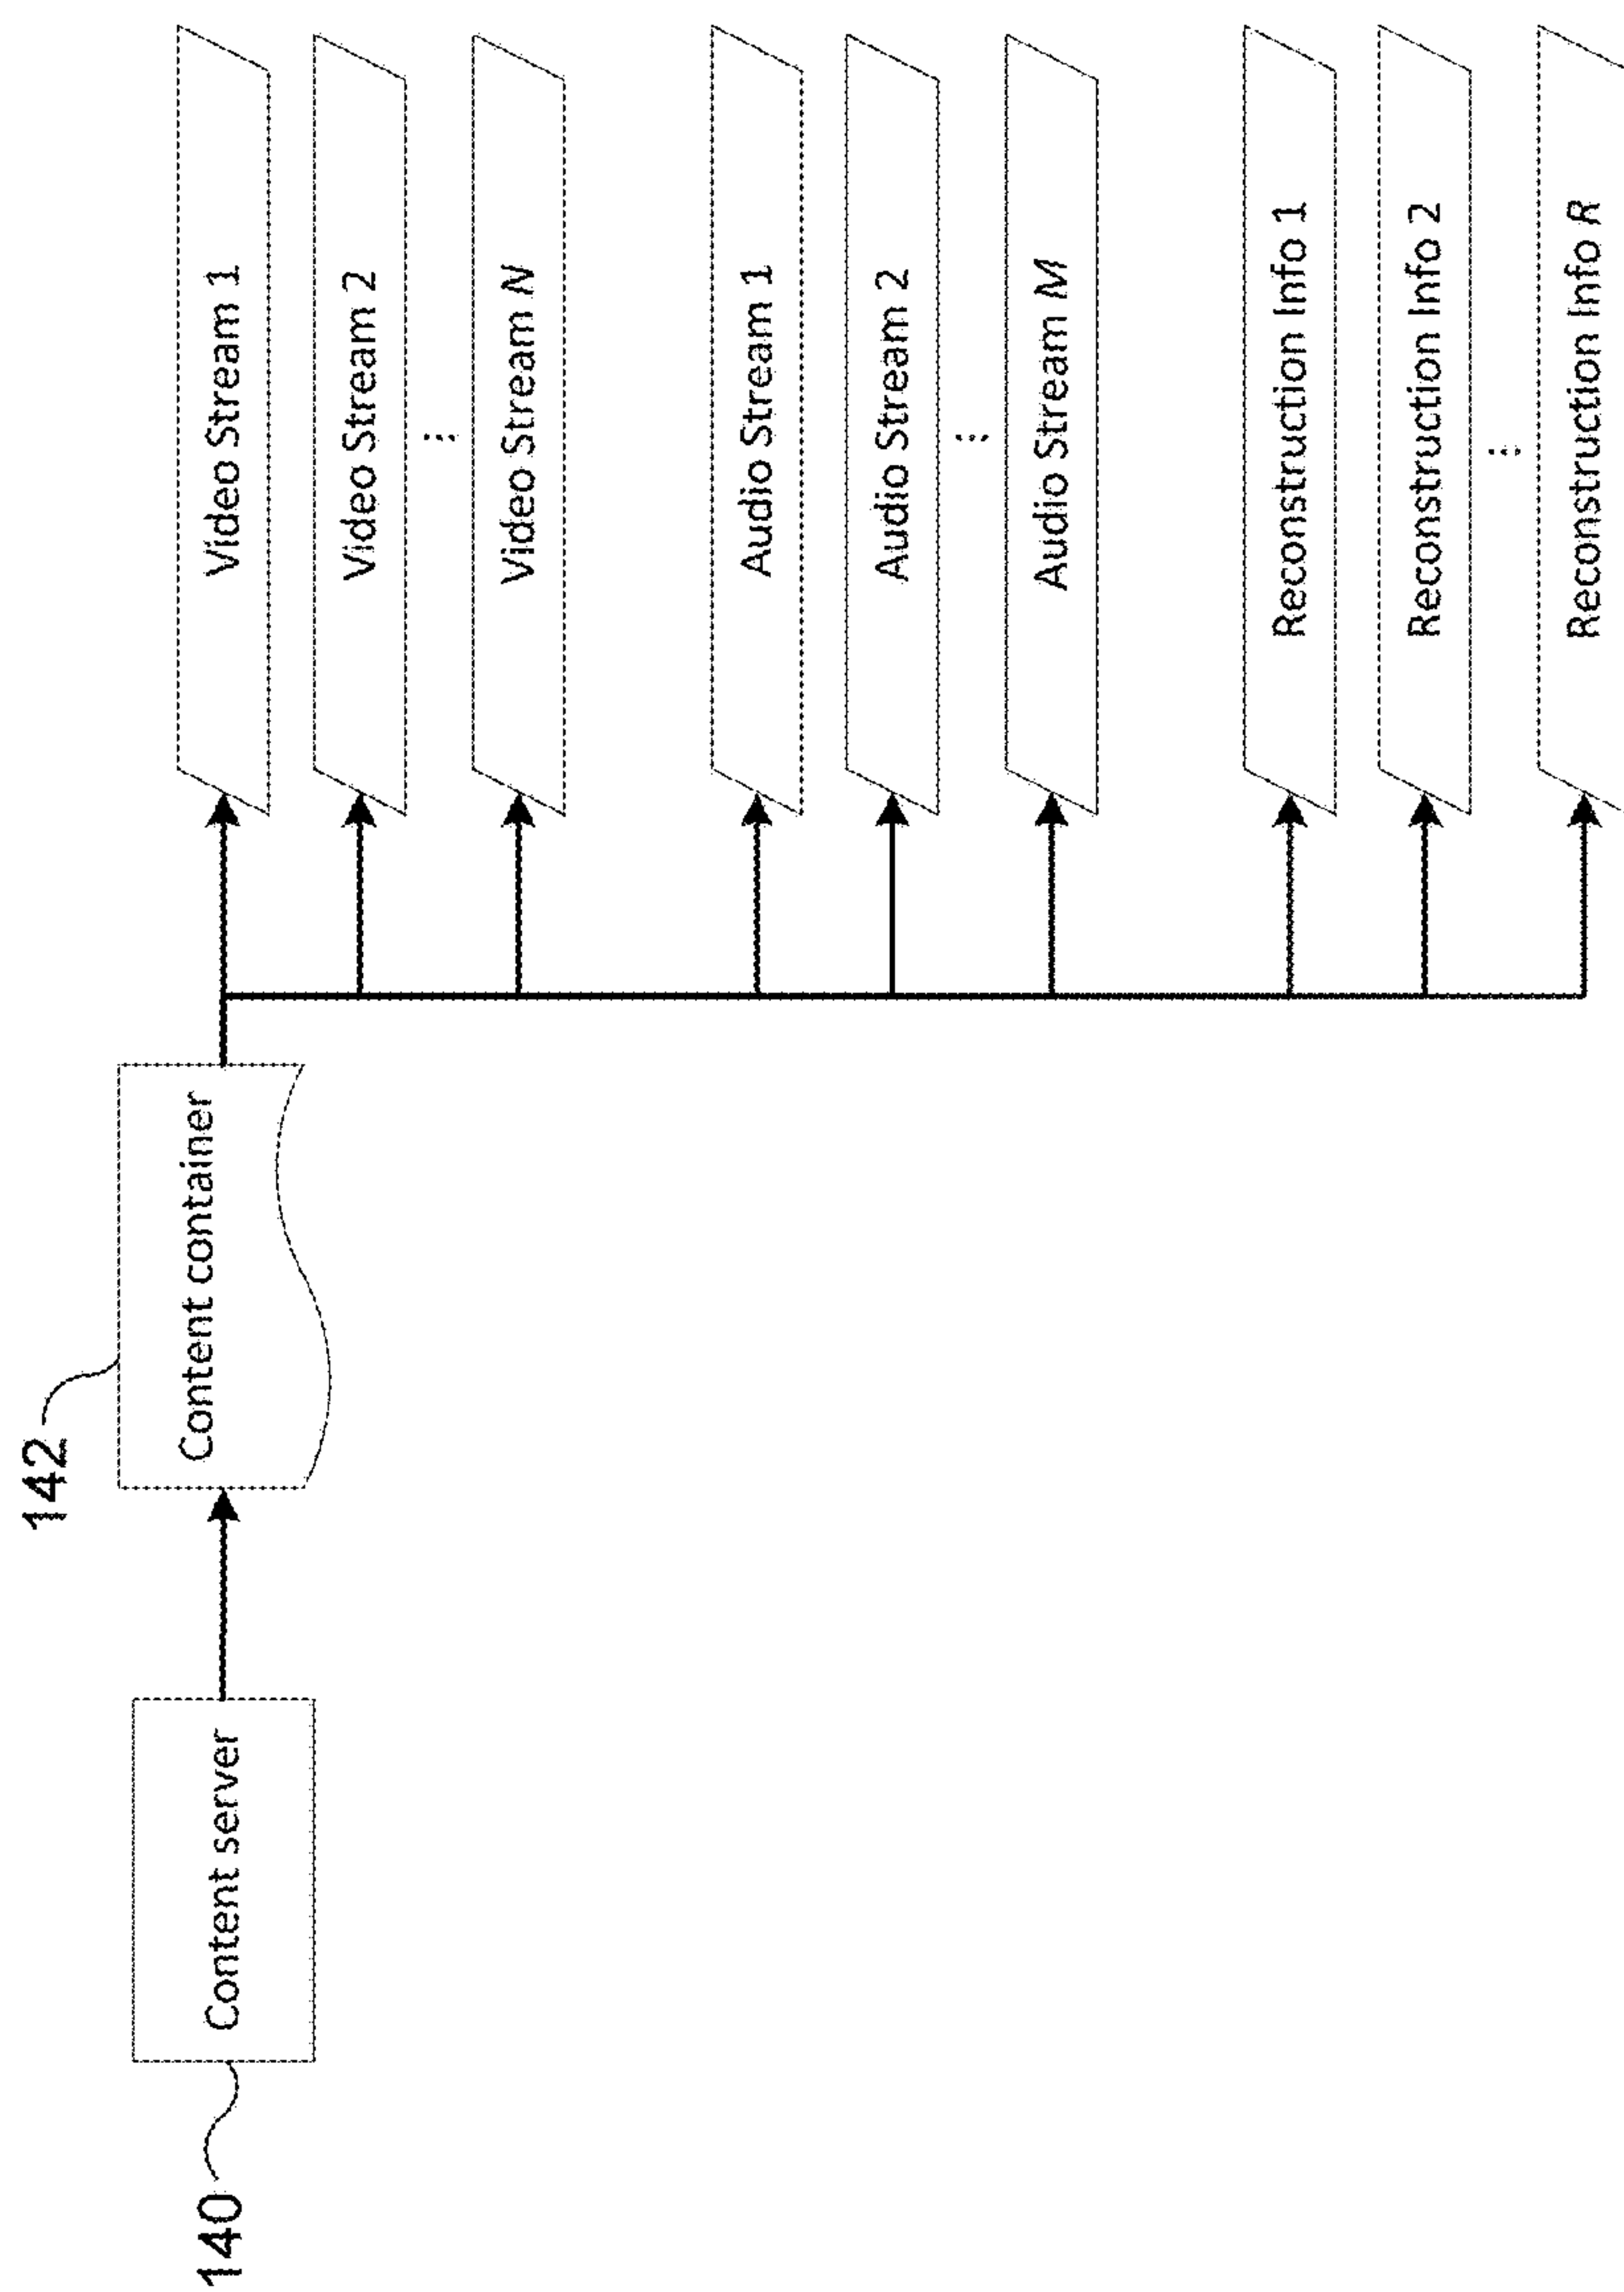 140
Content server
142
Content container
Video Stream 1
Video Stream 2
...
Video Stream N
Audio Stream 1
Audio Stream 2
...
Audio Stream M
Reconstruction Info 1
Reconstruction Info 2
...
Reconstruction Info R